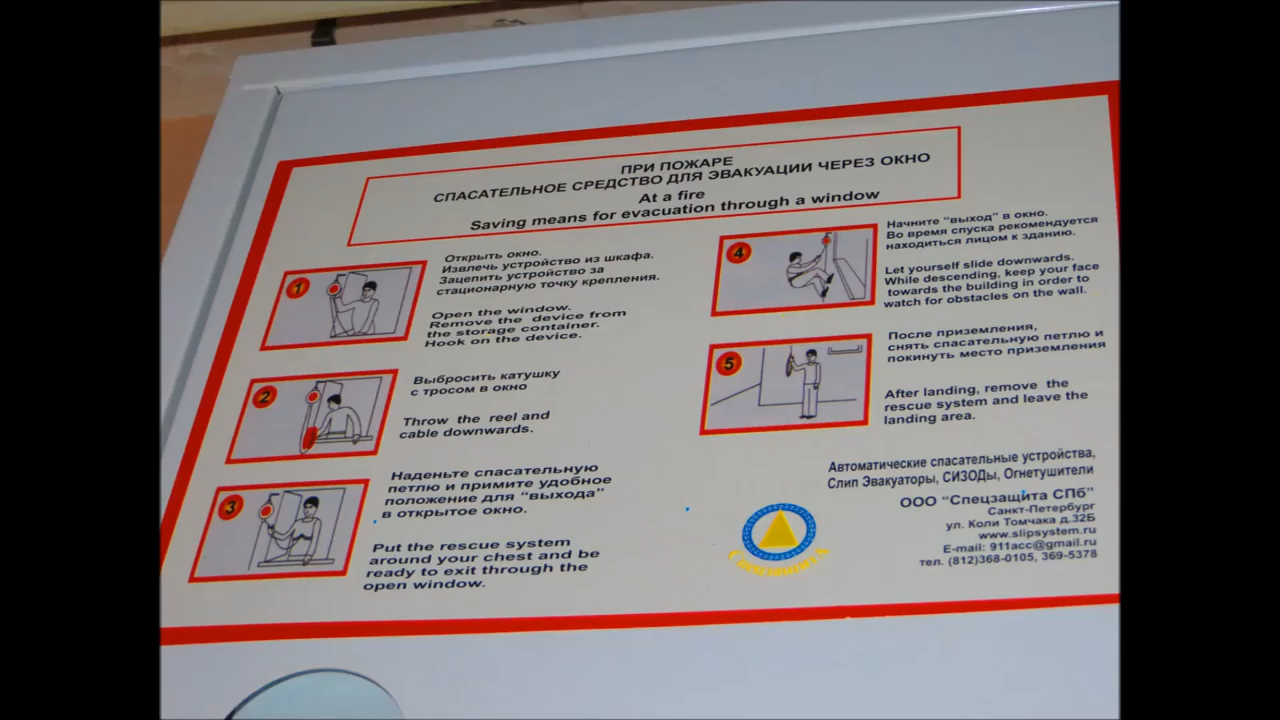 ПРИ ПОЖАРЕ
СПАСАТЕЛЬНОЕ СРЕДСТВО ДЛЯ ЭВАКУАЦИИ ЧЕРЕЗ ОКНО
At a fire
Saving means for evacuation through a window
1
Открыть окно.
Извлечь устройство из шкафа.
Зацепить устройство за
стационарную точку крепления.
Open the window.
Remove the device from
the storage container.
Hook on the device.
2
Выбросить катушку
с тросом в окно
Throw the reel and
cable downwards.
3
Наденьте спасательную
петлю и примите удобное
положение для "выхода"
в открытое окно.
Put the rescue system
around your chest and be
ready to exit through the
open window.
4
Начните "выход" в окно.
Во время спуска рекомендуется
находиться лицом к зданию.
Let yourself slide downwards.
While descending, keep your face
towards the building in order to
watch for obstacles on the wall.
5
После приземления,
снять спасательную петлю и
покинуть место приземления
After landing, remove the
rescue system and leave the
landing area.
Автоматические спасательные устройства,
Слип Эвакуаторы, СИЗОДы, Огнетушители
ООО "Спецзащита СПб"
Санкт-Петербург
ул. Коли Томчака д.32Б
www.slipsystem.ru
E-mail: 911acc@gmail.ru
тел. (812)368-0105, 369-5378